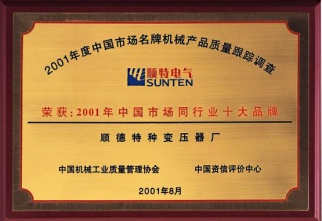 2001年度中国市场名牌机械产品质量跟踪调查
顺特电气
SUNTEN
荣获:2001年中国市场同行业十大品牌
顺德特种变压器厂
中国机械工业质量管理协会 中国资信评价中心
2001年8月